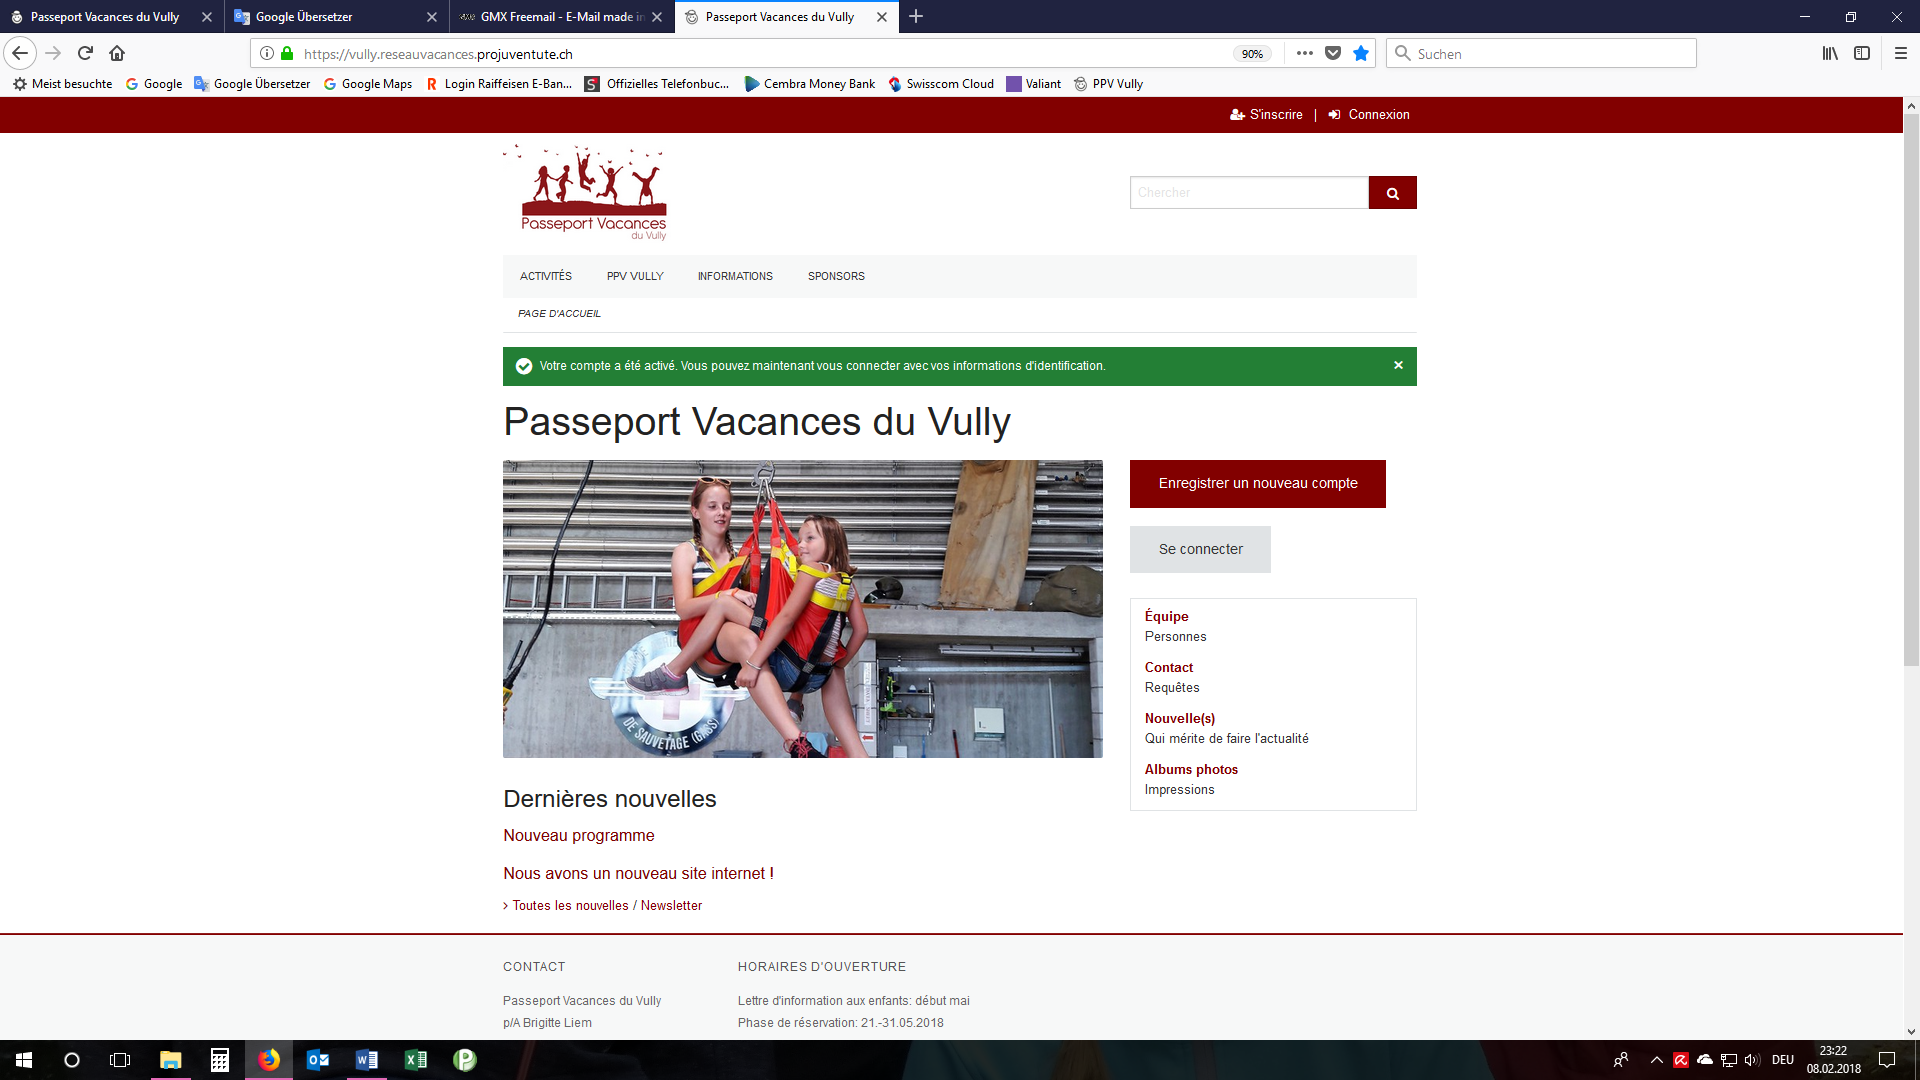 Passeport Vacances du Vully
Google Übersetzer
GMX Freemail - E-Mail made in
Passeport Vacances du Vully
https://vully.reseauvacances.projuventute.ch
90%
Suchen
Meist besuchte
Google
Google Übersetzer
Google Maps
Login Raiffeisen E-Ban...
Offizielles Telefonbuc...
Cembra Money Bank
Swisscom Cloud
Valiant
PPV Vully
S'inscrire | Connexion
Passeport Vacances
du Vully
Chercher
ACTIVITÉS
PPV VULLY
INFORMATIONS
SPONSORS
PAGE D'ACCUEIL
Votre compte a été activé. Vous pouvez maintenant vous connecter avec vos informations d'identification.
Passeport Vacances du Vully
DE SAUVETAGE (GMSS)
Enregistrer un nouveau compte
Se connecter
Équipe
Personnes
Contact
Requêtes
Nouvelle(s)
Qui mérite de faire l'actualité
Albums photos
Impressions
Dernières nouvelles
Nouveau programme
Nous avons un nouveau site internet !
Toutes les nouvelles / Newsletter
CONTACT
Passeport Vacances du Vully
p/A Brigitte Liem
HORAIRES D'OUVERTURE
Lettre d'information aux enfants: début mai
Phase de réservation: 21.-31.05.2018
DEU
23:22
08.02.2018